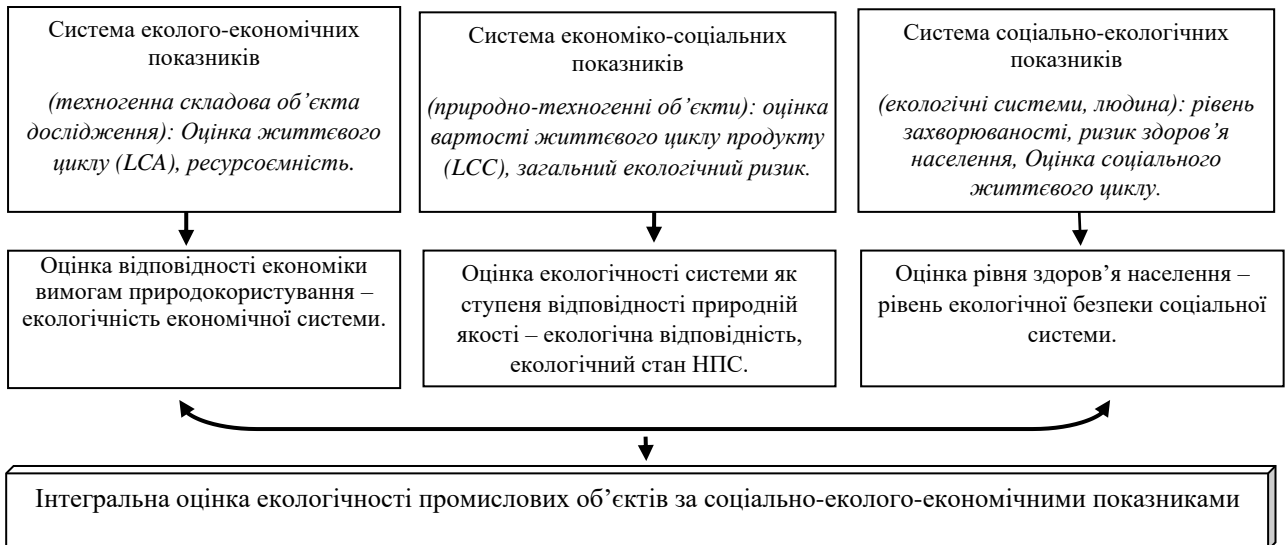 Система еколого-економічних
показників
(техногенна складова об’єкта
дослідження): Оцінка життєвого
циклу (LCA), ресурсоємність.
Система економіко-соціальних
показників
(природно-техногенні об’єкти): оцінка
вартості життєвого циклу продукту
(LCC), загальний екологічний ризик.
Система соціально-екологічних
показників
(екологічні системи, людина): рівень
захворюваності, ризик здоров’я
населення, Оцінка соціального
життєвого циклу.
Оцінка відповідності економіки
вимогам природокористування –
екологічність економічної системи.
Оцінка екологічності системи як
ступеня відповідності природній
якості – екологічна відповідність,
екологічний стан НПС.
Оцінка рівня здоров’я населення –
рівень екологічної безпеки соціальної
системи.
Інтегральна оцінка екологічності промислових об’єктів за соціально-еколого-економічними показниками